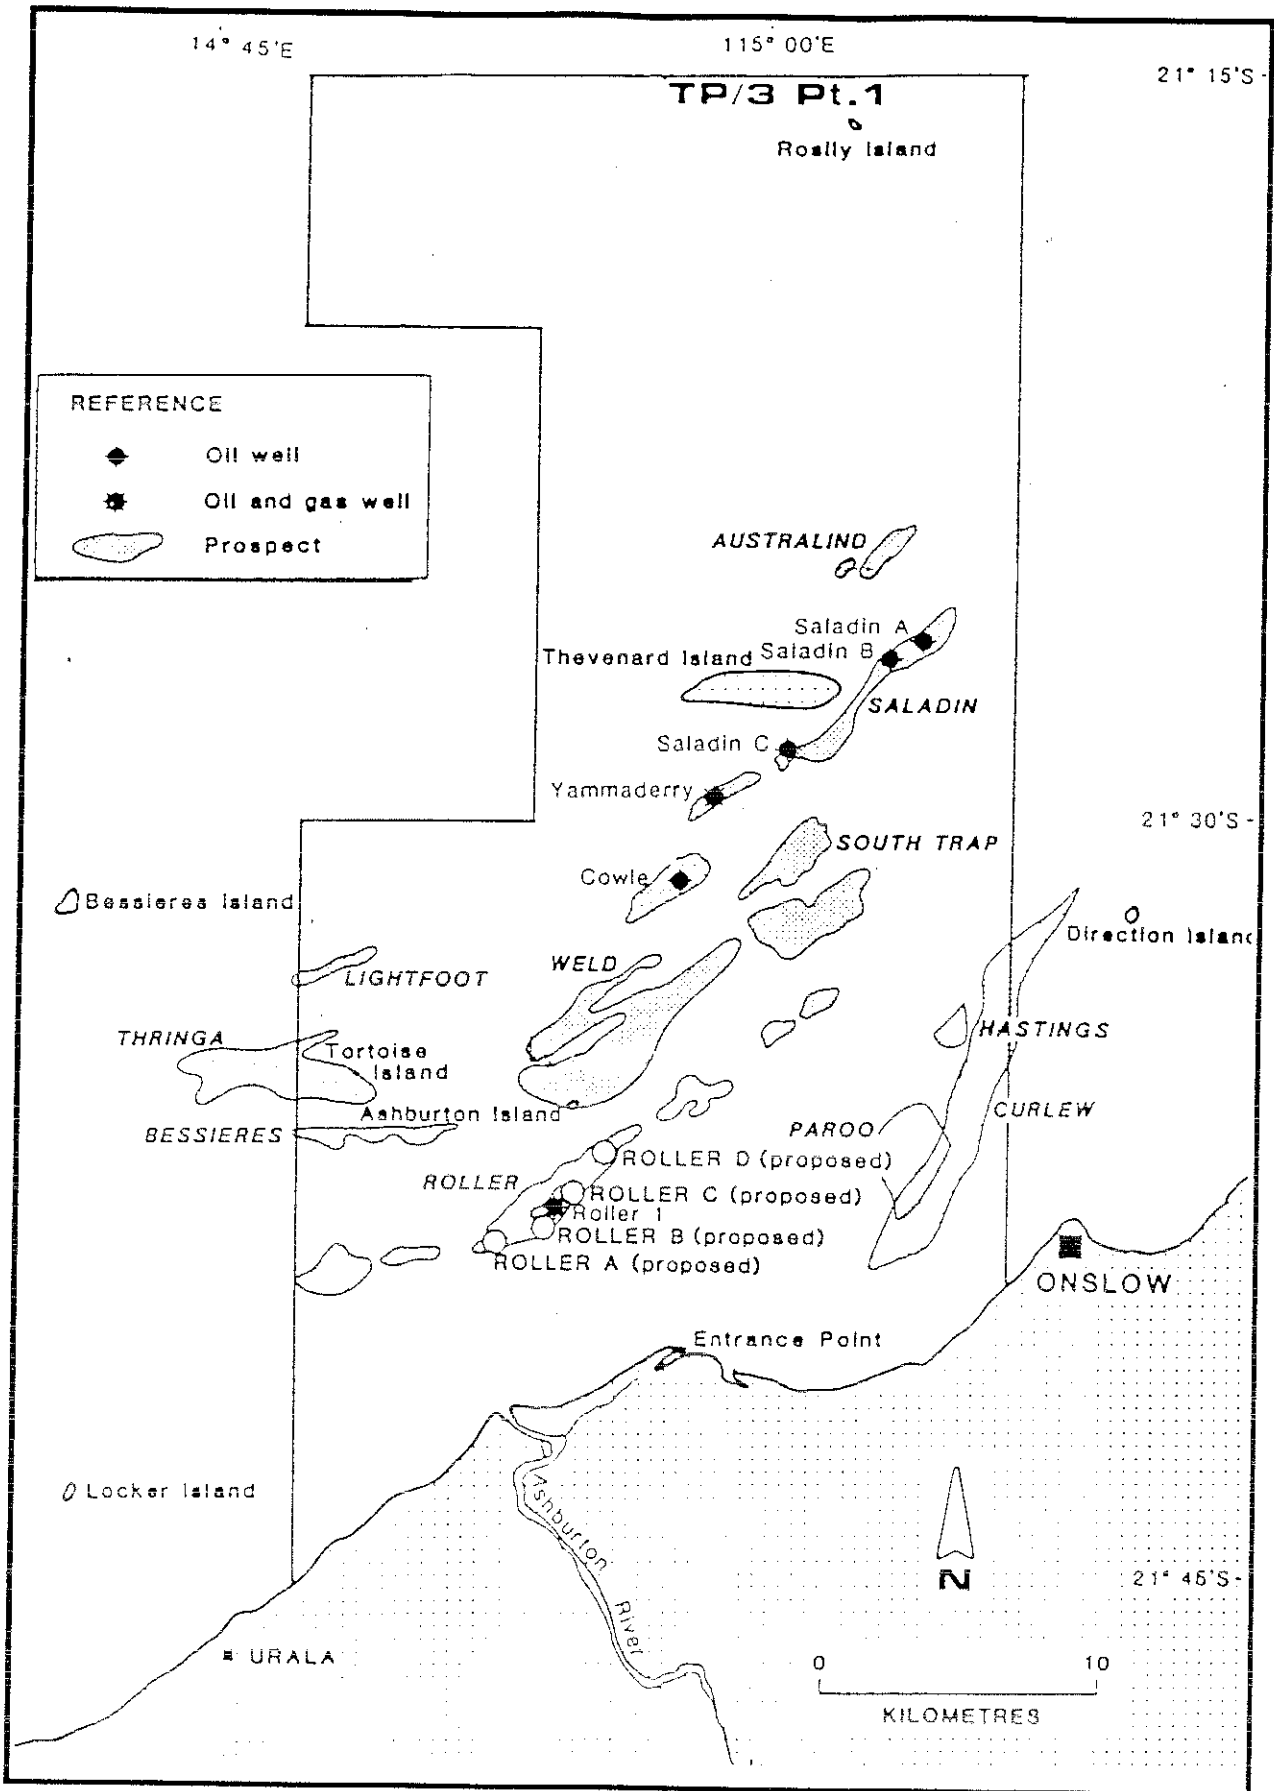 14° 45'E
115° 00'E
21° 15'S
TP/3 Pt.1
Roslly Island
REFERENCE
Oil well
Oil and gas well
Prospect
AUSTRALIND
Saladin A
Saladin B
Thevenard Island
SALADIN
Saladin C
Yammaderry
21° 30'S
SOUTH TRAP
Cowle
Bessieres Island
Direction Island
LIGHTFOOT
WELD
THRINGA
Tortoise
Island
HASTINGS
Ashburton Island
CURLEW
BESSIERES
PAROO
ROLLER D (proposed)
ROLLER
ROLLER C (proposed)
Roller 1
ROLLER B (proposed)
ROLLER A (proposed)
ONSLOW
Entrance Point
Locker Island
Ashburton
River
N
21° 45'S
URALA
0 10
KILOMETRES